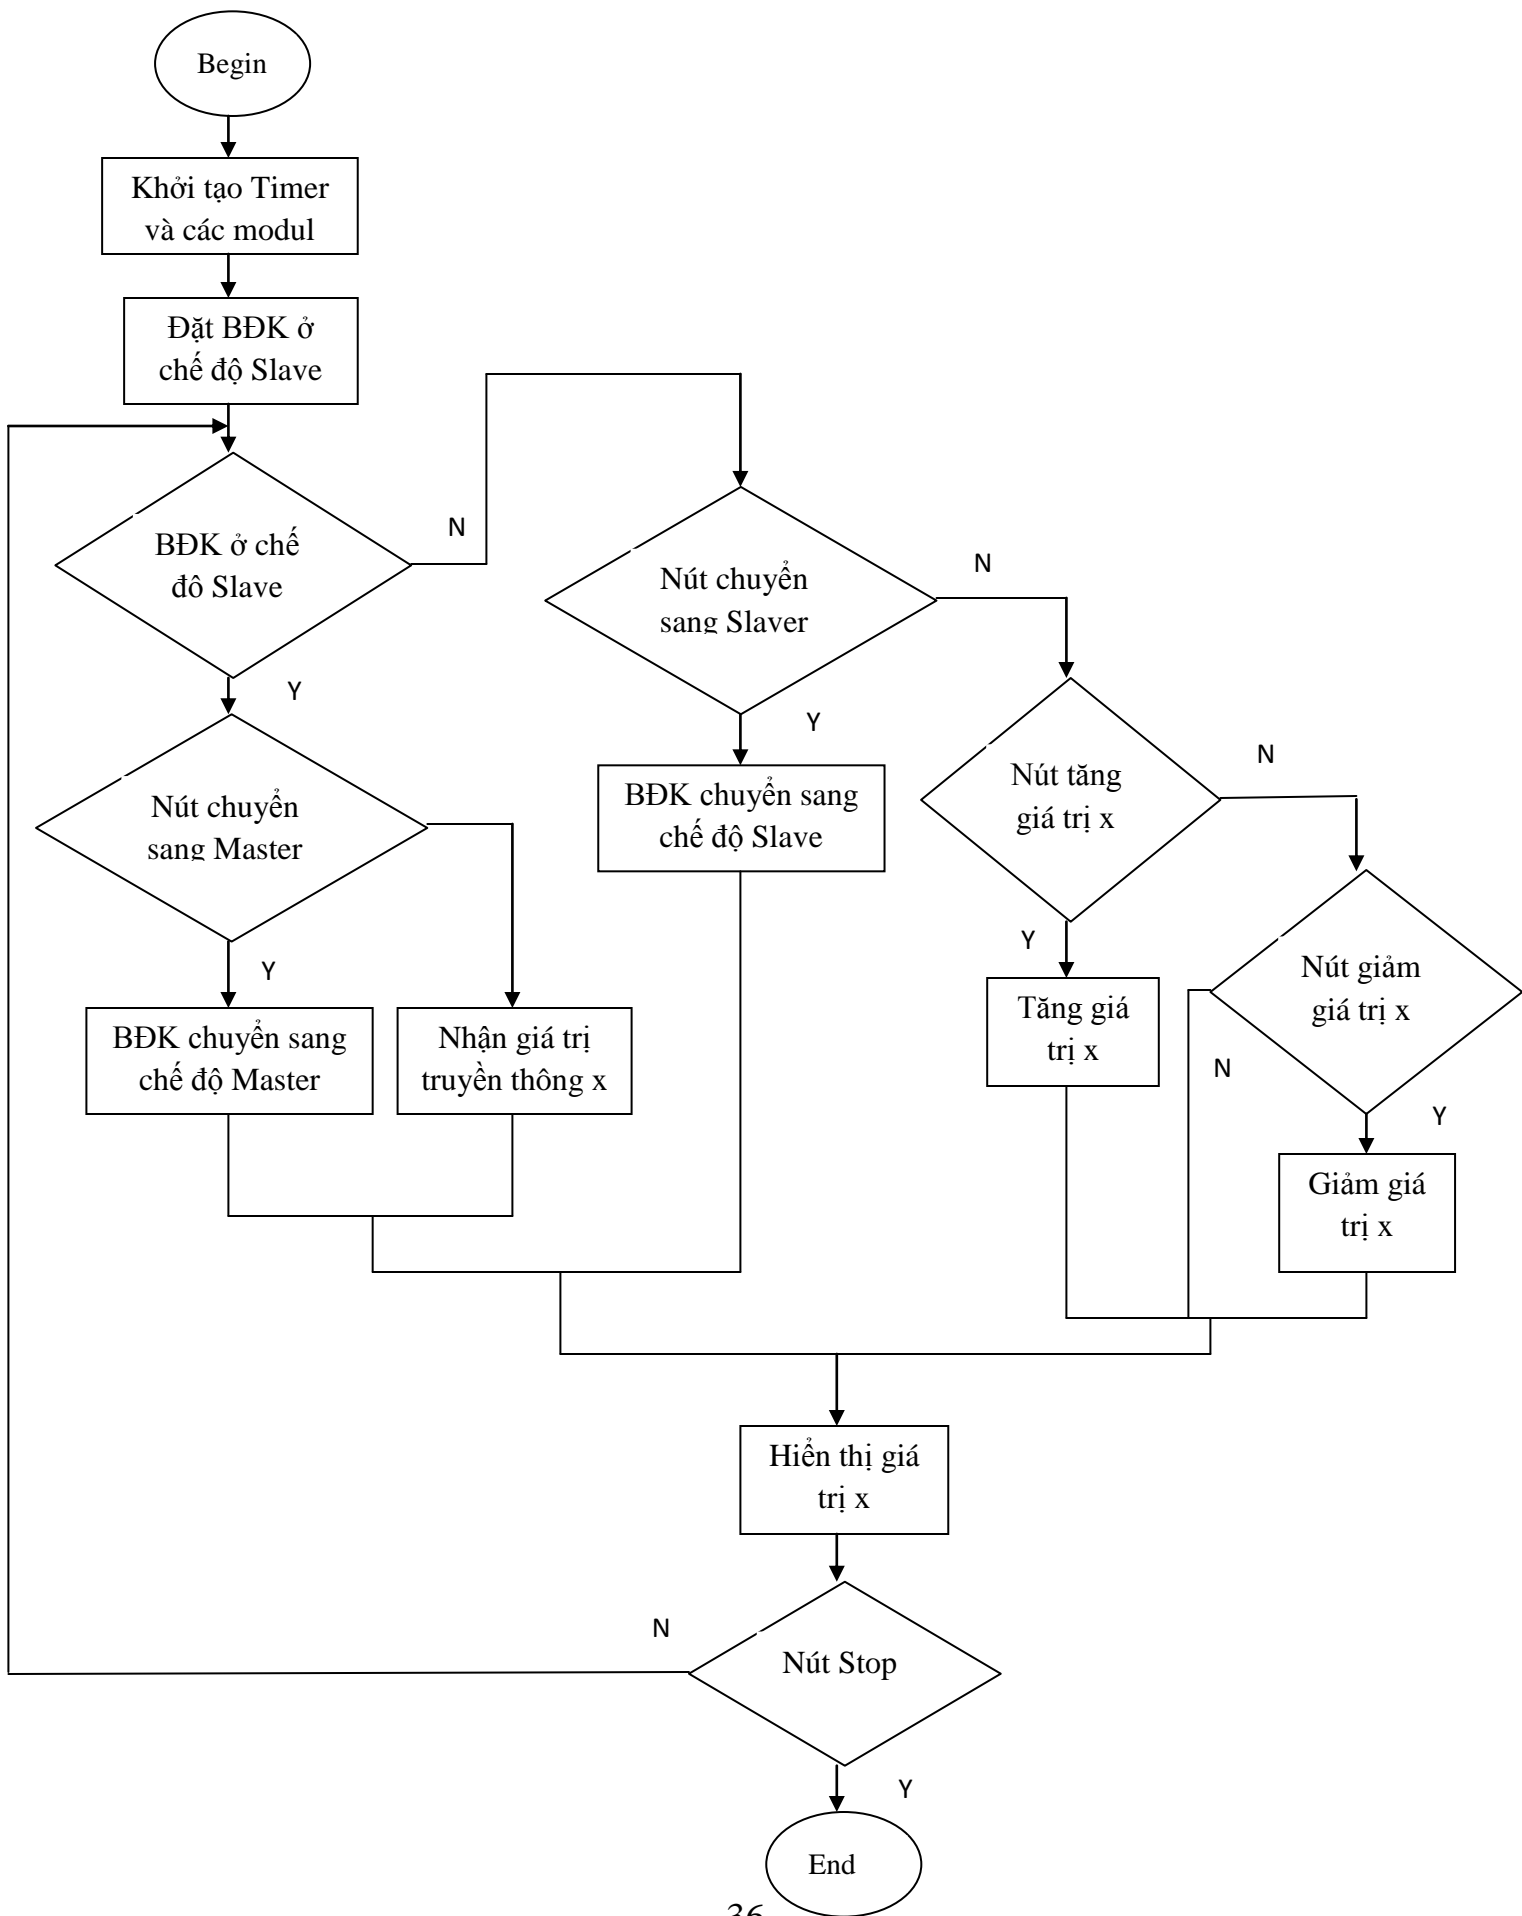 Begin
Khởi tạo Timer
và các modul
Đặt BĐK ở
chế độ Slave
BĐK ở chế
độ Slave
N
Y
Nút chuyển
sang Slaver
N
Y
Nút chuyển
sang Master
Y
BĐK chuyển sang
chế độ Slave
Nút tăng
giá trị x
N
Y
BĐK chuyển sang
chế độ Master
Nhận giá trị
truyền thông x
Tăng giá
trị x
Nút giảm
giá trị x
N
Y
Giảm giá
trị x
Hiển thị giá
trị x
Nút Stop
N
Y
End
36